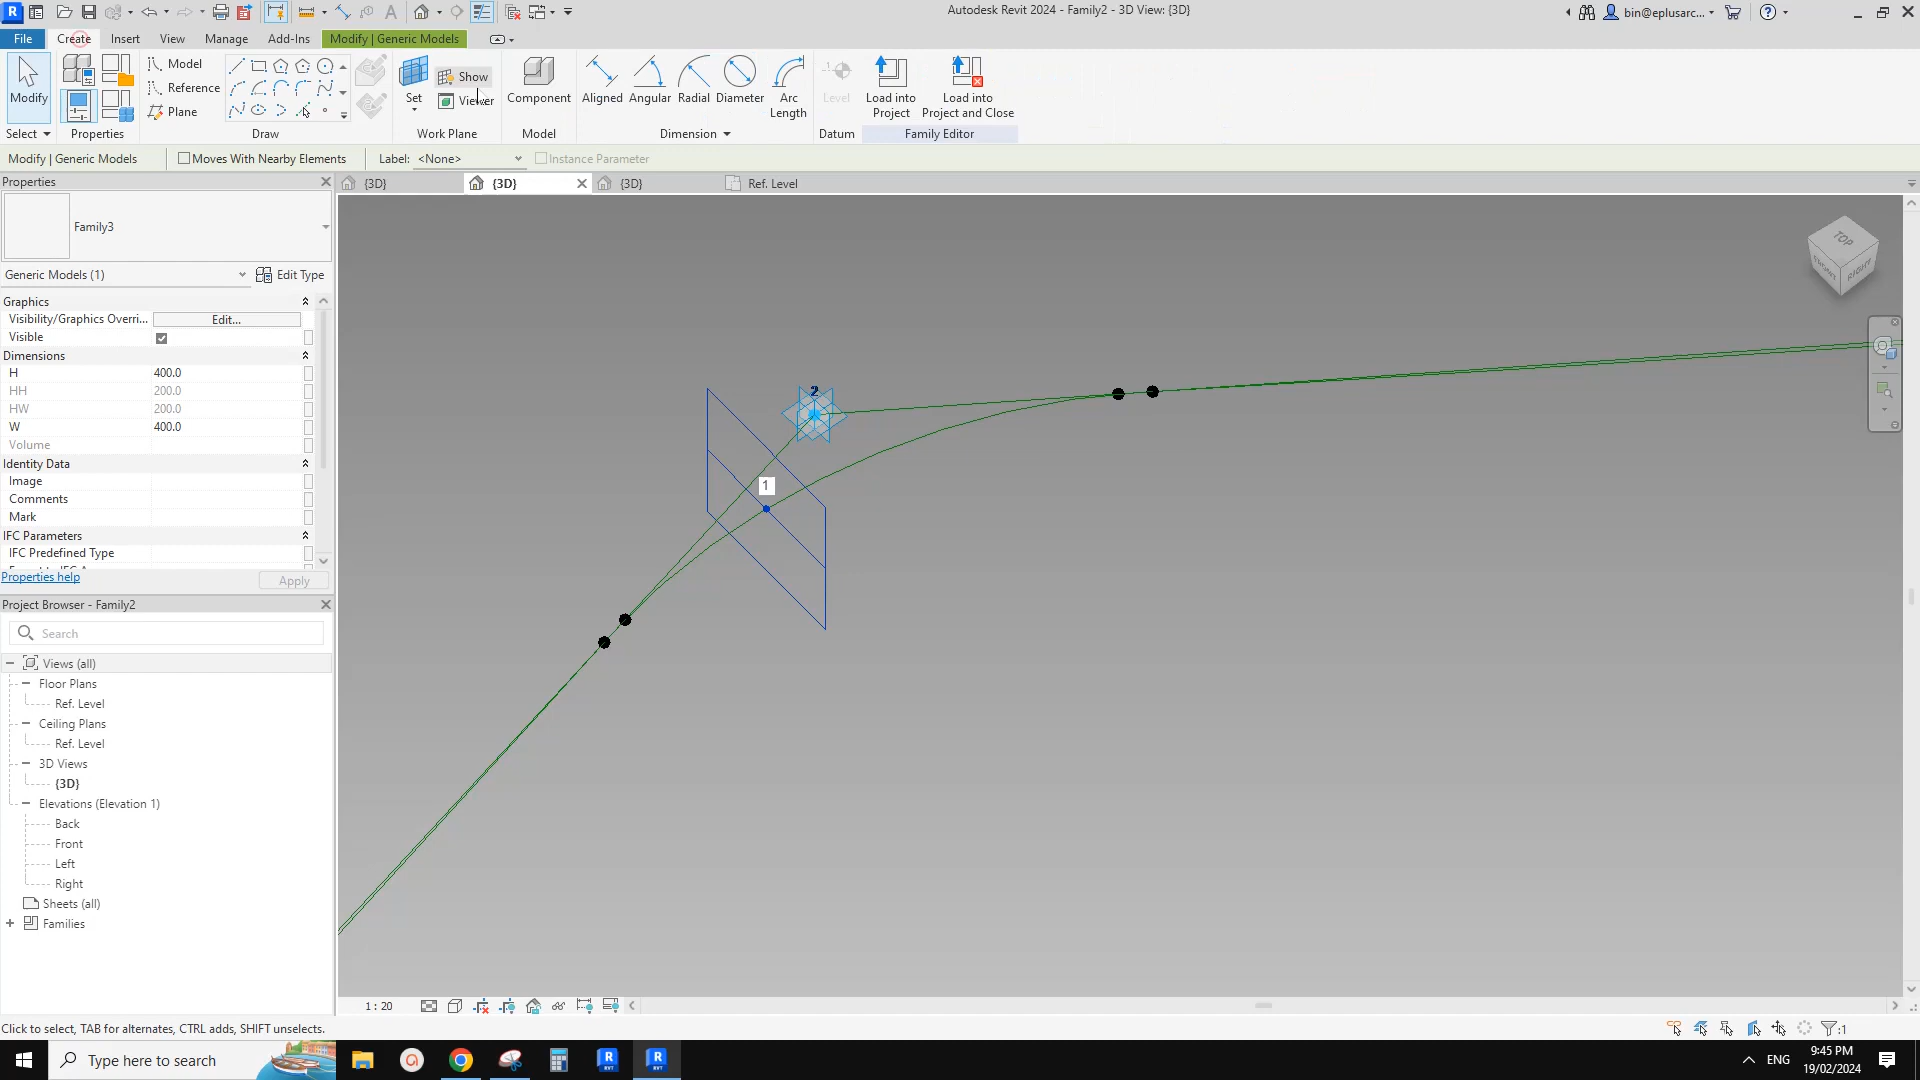 Autodesk Revit 2024 - Family2 - 3D View: {3D}
bin@eplusarc...
File Create Insert View Manage Add-Ins Modify | Generic Models
Modify
Select
Properties
Model
Reference
Plane
Draw
Set
Show
Viewer
Work Plane
Component
Model
Aligned Angular Radial Diameter Arc Length
Dimension
Level
Datum
Load into Project
Load into Project and Close
Family Editor
Modify | Generic Models Moves With Nearby Elements Label: <None> Instance Parameter
Properties
{3D} {3D} {3D} Ref. Level
Family3
Generic Models (1) Edit Type
Graphics
Visibility/Graphics Overri... Edit...
Visible
Dimensions
H 400.0
HH 200.0
HW 200.0
W 400.0
Volume
Identity Data
Image
Comments
Mark
IFC Parameters
IFC Predefined Type
Properties help Apply
Project Browser - Family2
Search
Views (all)
Floor Plans
Ref. Level
Ceiling Plans
Ref. Level
3D Views
{3D}
Elevations (Elevation 1)
Back
Front
Left
Right
Sheets (all)
Families
2
1
TOP
FRONT
RIGHT
1 : 20
Click to select, TAB for alternates, CTRL adds, SHIFT unselects.
:1
Type here to search
ENG
9:45 PM
19/02/2024